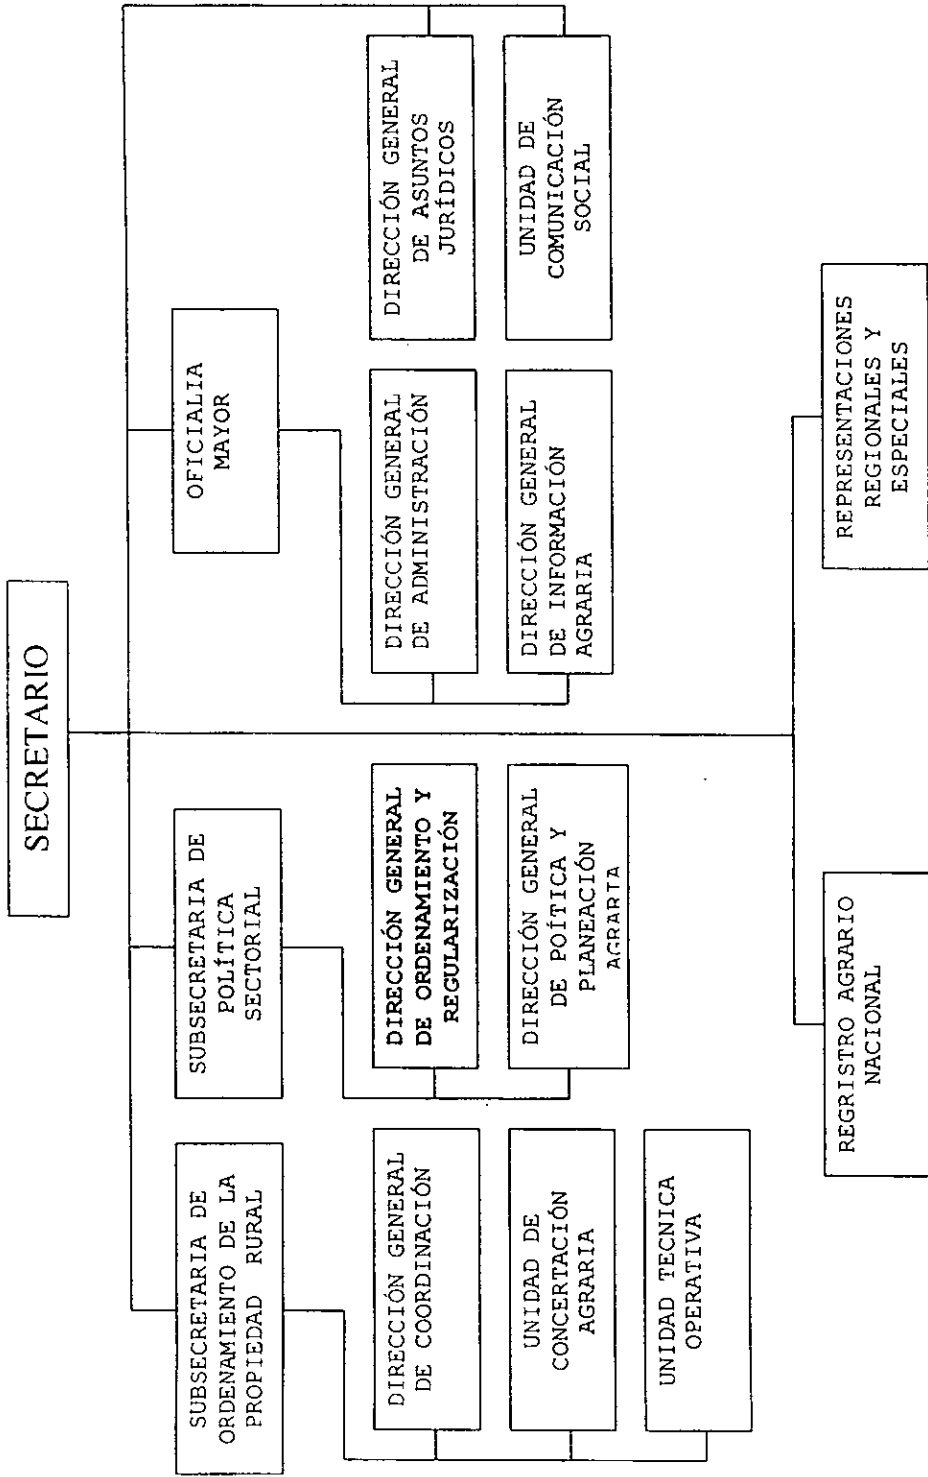 SECRETARIO
SUBSECRETARIA DE
ORDENAMIENTO DE LA
PROPIEDAD RURAL
SUBSECRETARIA DE
POLÍTICA
SECTORIAL
OFICIALIA
MAYOR
DIRECCIÓN GENERAL
DE COORDINACIÓN
UNIDAD DE
CONCERTACIÓN
AGRARIA
UNIDAD TECNICA
OPERATIVA
DIRECCIÓN GENERAL
DE ORDENAMIENTO Y
REGULARIZACIÓN
DIRECCIÓN GENERAL
DE POÍTICA Y
PLANEACIÓN
AGRARIA
DIRECCIÓN GENERAL
DE ADMINISTRACIÓN
DIRECCIÓN GENERAL
DE INFORMACIÓN
AGRARIA
DIRECCIÓN GENERAL
DE ASUNTOS
JURÍDICOS
UNIDAD DE
COMUNICACIÓN
SOCIAL
REGRISTRO AGRARIO
NACIONAL
REPRESENTACIONES
REGIONALES Y
ESPECIALES